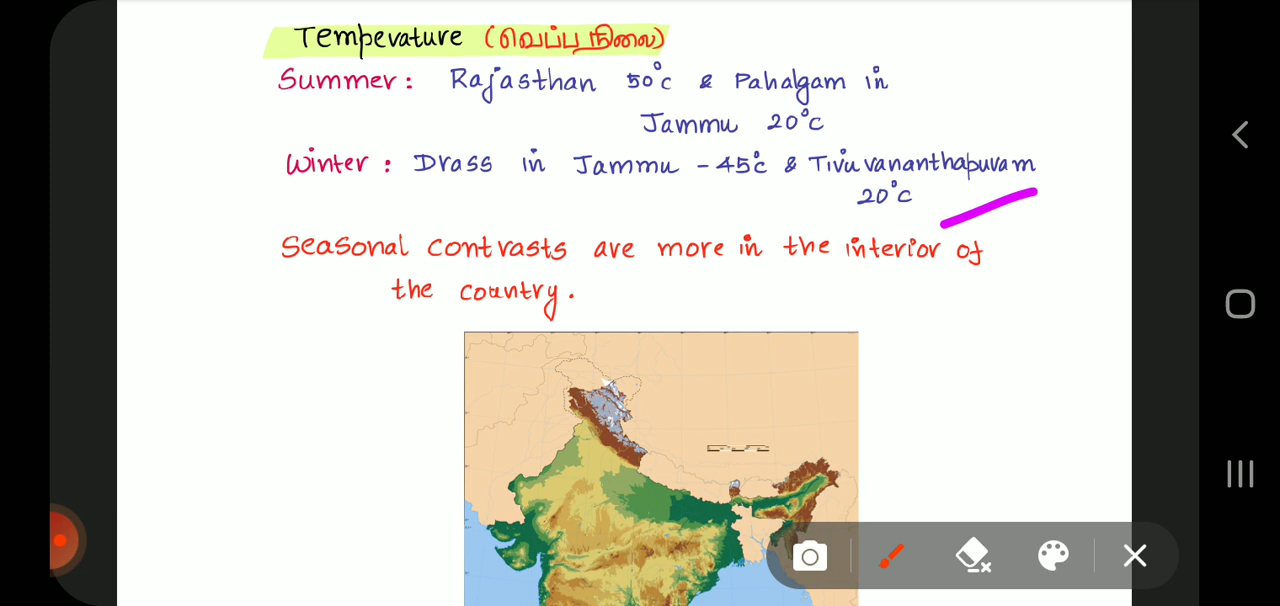 Temperature (வெப்பநிலை)
Summer: Rajasthan 50°c & Pahalgam in
Jammu 20°c
Winter: Drass in Jammu -45°c & Tiruvananthapuram
20°c
Seasonal contrasts are more in the interior of
the country.